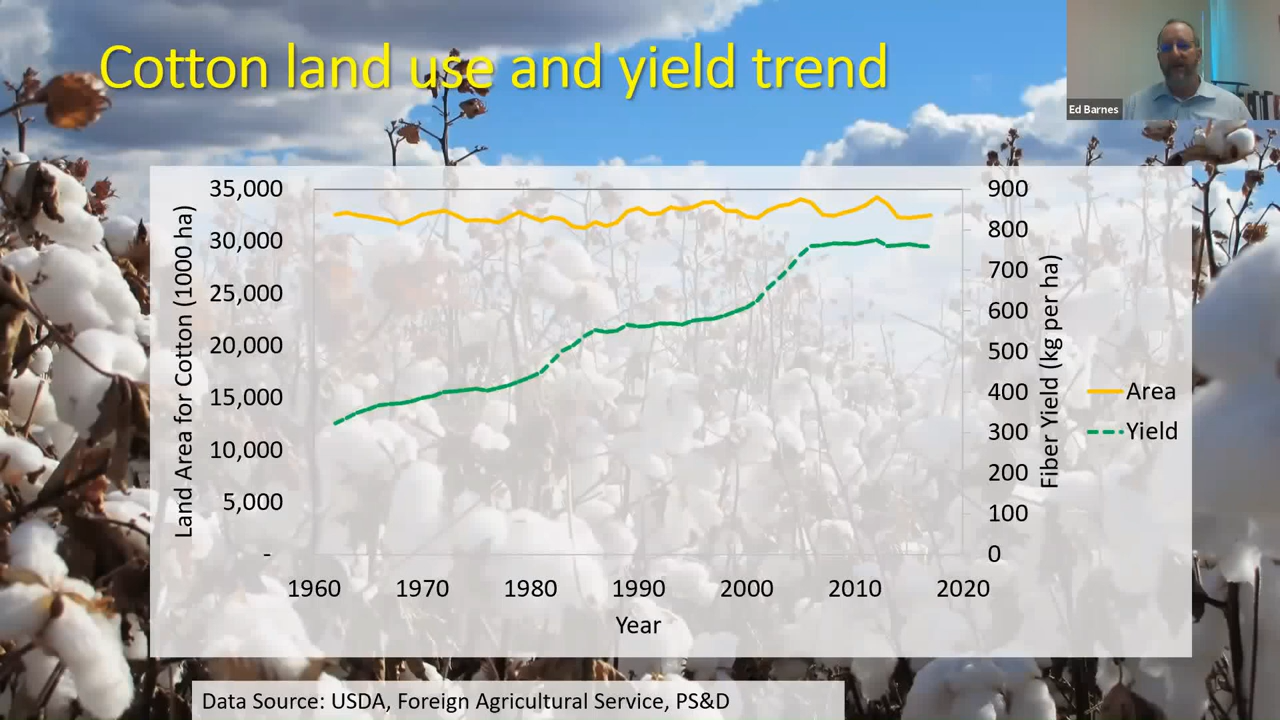 Cotton land use and yield trend
Ed Barnes
35,000
30,000
25,000
20,000
15,000
10,000
5,000
-
Land Area for Cotton (1000 ha)
900
800
700
600
500
400
300
200
100
0
Fiber Yield (kg per ha)
Area
Yield
1960 1970 1980 1990 2000 2010 2020
Year
Data Source: USDA, Foreign Agricultural Service, PS&D